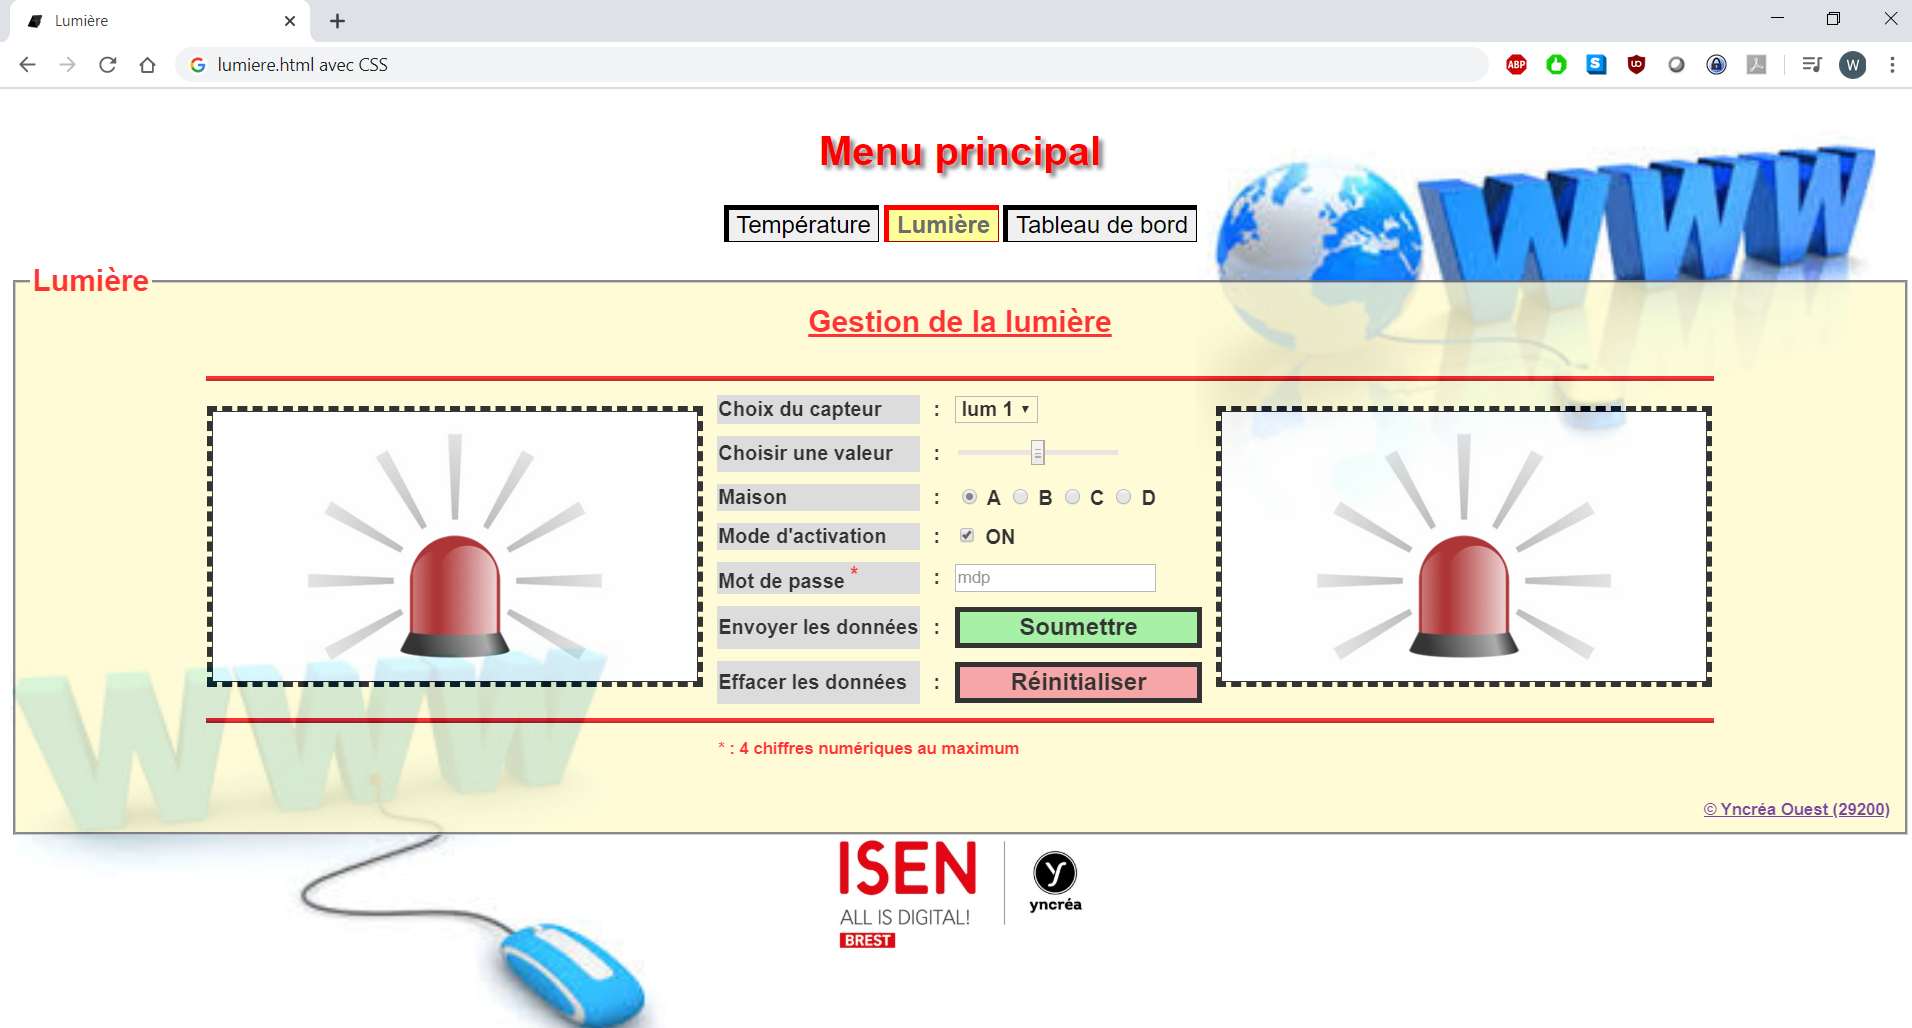 Lumière
lumiere.html avec CSS
ABP
S
W
Menu principal
WWWW
Température
Lumière
Tableau de bord
Lumière
Gestion de la lumière
Choix du capteur : lum 1
Choisir une valeur :
Maison : A B C D
Mode d'activation : ON
Mot de passe * : mdp
Envoyer les données : Soumettre
Effacer les données : Réinitialiser
WWWW
* : 4 chiffres numériques au maximum
© Yncréa Ouest (29200)
ISEN
ALL IS DIGITAL!
BREST
y
yncréa